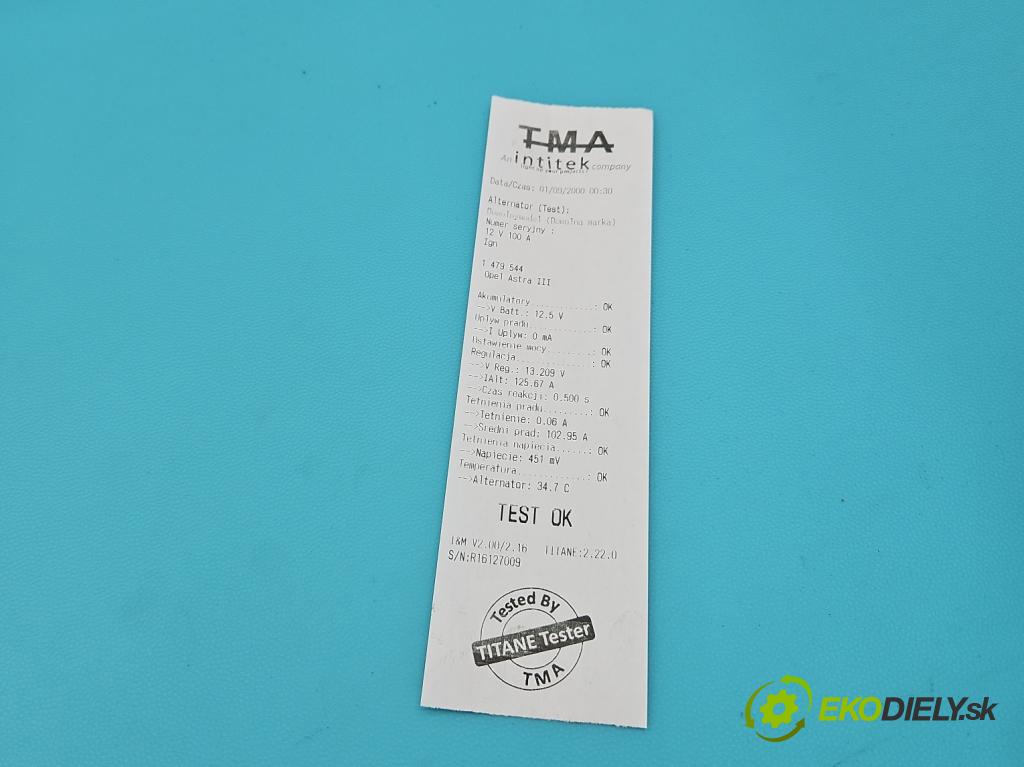 TMA
An intitek company
Data/Czas: 01/09/2000 00:30
Alternator (Test):
(Domyślna marka)
Numer seryjny :
12 V 100 A
Ign
1 479 544
Opel Astra III
Akumulatory.............: OK
-->V Batt.: 12.5 V
Uplyw pradu.............: OK
-->I Uplyw: 0 mA
Ustawienie mocy.........: OK
Regulacja...............: OK
-->V Reg.: 13.209 V
-->IAlt: 125.67 A
-->Czas reakcji: 0.500 s
Tetnienia pradu.........: OK
-->Tetnienie: 0.06 A
-->Sredni prad: 102.95 A
Tetnienia napiecia......: OK
-->Napiecie: 451 mV
Temperatura.............: OK
-->Alternator: 34.7 C
TEST OK
T&M V2.00/2.16 TITANE:2.22.0
S/N:R16127009
Tested By
TITANE Tester
TMA
EKODIELY.sk